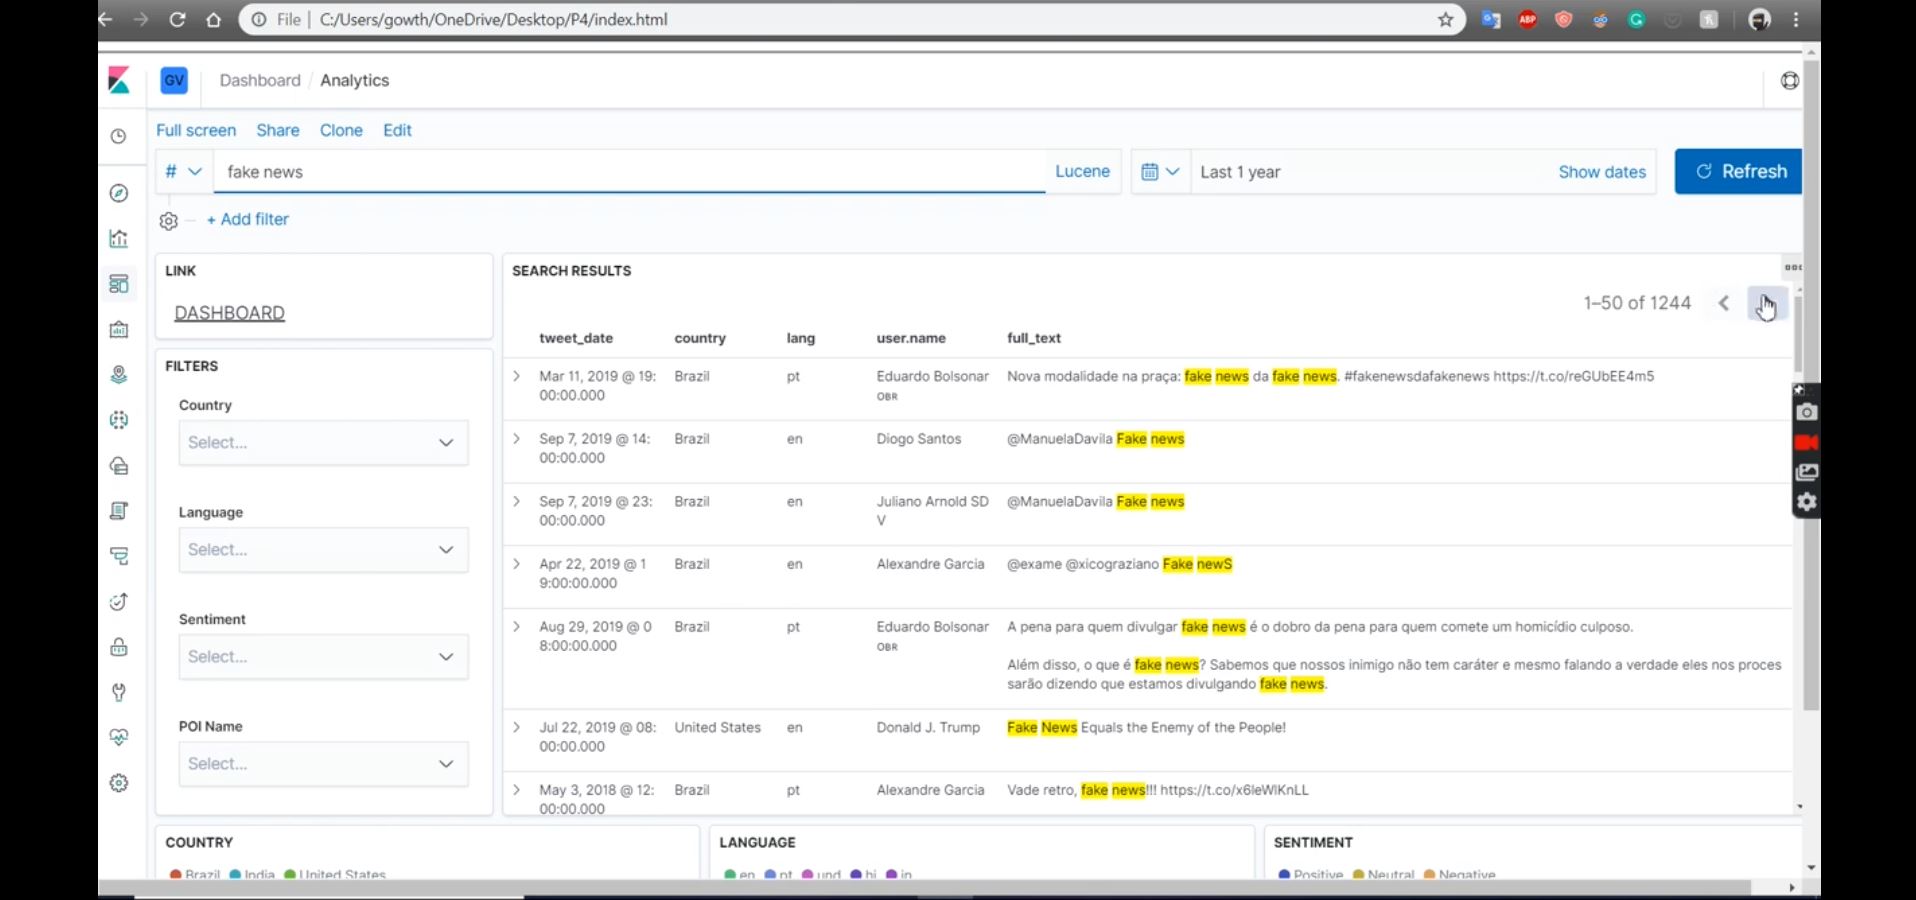 File | C:/Users/gowth/OneDrive/Desktop/P4/index.html
ABP
GV Dashboard / Analytics
Full screen Share Clone Edit
# fake news Lucene Last 1 year Show dates Refresh
+ Add filter
LINK
DASHBOARD
FILTERS
Country
Select...
Language
Select...
Sentiment
Select...
POI Name
Select...
SEARCH RESULTS
1–50 of 1244
tweet_date country lang user.name full_text
Mar 11, 2019 @ 19: Brazil pt Eduardo Bolsonar Nova modalidade na praça: fake news da fake news. #fakenewsdafakenews https://t.co/reGUbEE4m5
00:00.000 OBR
Sep 7, 2019 @ 14: Brazil en Diogo Santos @ManuelaDavila Fake news
00:00.000
Sep 7, 2019 @ 23: Brazil en Juliano Arnold SD @ManuelaDavila Fake news
00:00.000 V
Apr 22, 2019 @ 1 Brazil en Alexandre Garcia @exame @xicograziano Fake newS
9:00:00.000
Aug 29, 2019 @ 0 Brazil pt Eduardo Bolsonar A pena para quem divulgar fake news é o dobro da pena para quem comete um homicídio culposo.
8:00:00.000 OBR
Além disso, o que é fake news? Sabemos que nossos inimigo não tem caráter e mesmo falando a verdade eles nos proces
sarão dizendo que estamos divulgando fake news.
Jul 22, 2019 @ 08: United States en Donald J. Trump Fake News Equals the Enemy of the People!
00:00.000
May 3, 2018 @ 12: Brazil pt Alexandre Garcia Vade retro, fake news!!! https://t.co/x6leWlKnLL
00:00.000
COUNTRY
Brazil India United States
LANGUAGE
en pt und hi in
SENTIMENT
Positive Neutral Negative